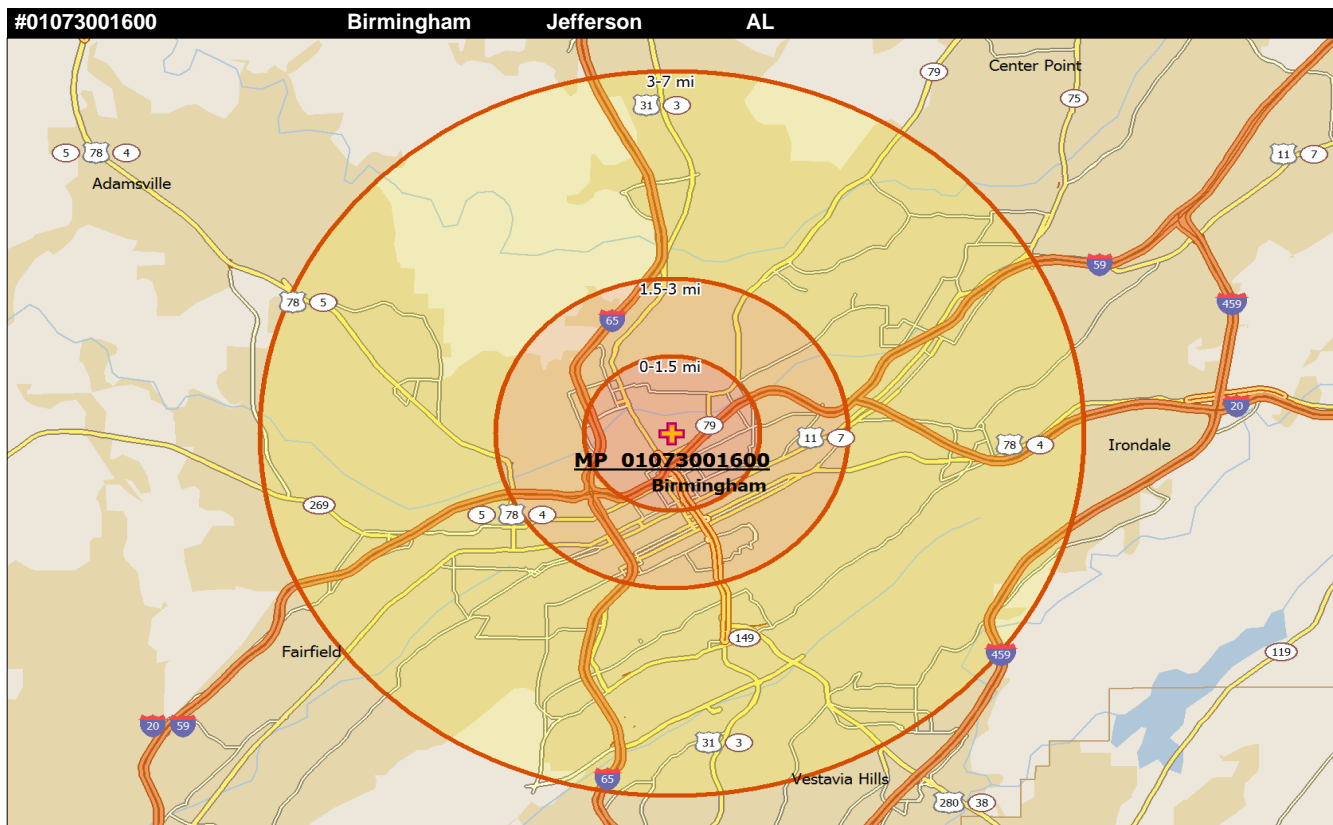 #01073001600 Birmingham Jefferson AL
3-7 mi
79
Center Point
31 3
75
5 78 4
11 7
Adamsville
59
78 5
1.5-3 mi
459
65
0-1.5 mi
20
79
11 7
78 4
Irondale
MP 01073001600
Birmingham
269
5 78 4
149
Fairfield
459
119
20 59
31 3
65
Vestavia Hills
280 38